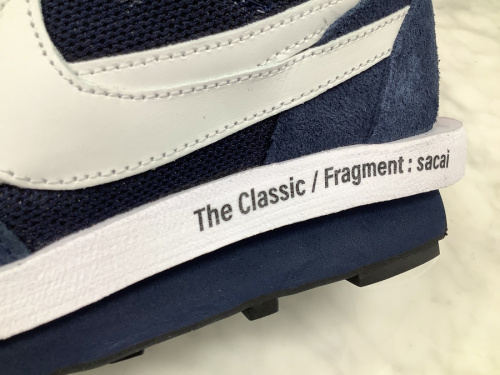 The Classic / Fragment : sacai